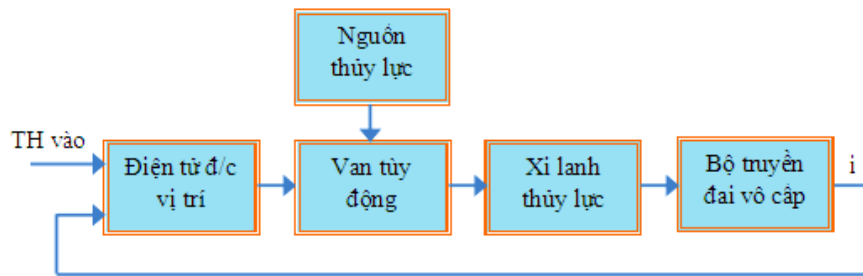 Nguồn
thủy lực
TH vào
Điện tử đ/c
vị trí
Van tùy
động
Xi lanh
thủy lực
Bộ truyền
đai vô cấp
i